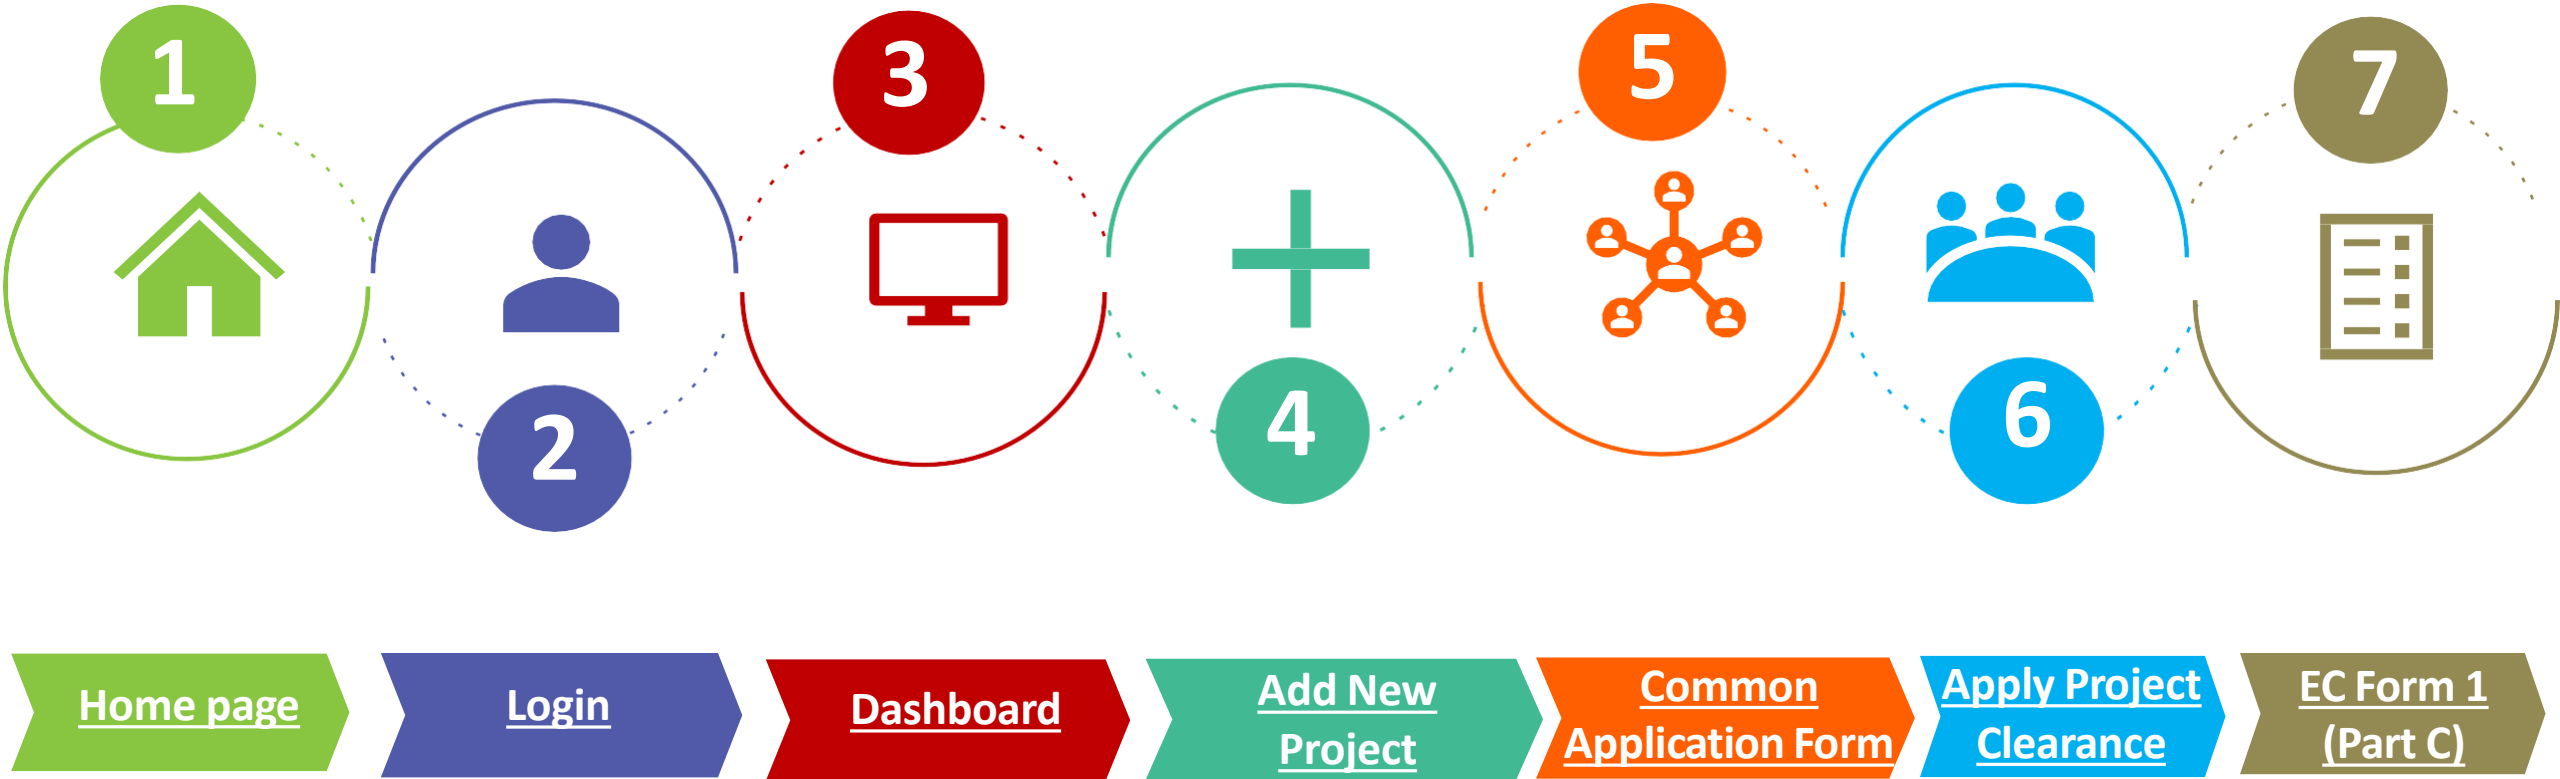 1
2
3
4
5
6
7
Home page
Login
Dashboard
Add New
Project
Common
Application Form
Apply Project
Clearance
EC Form 1
(Part C)